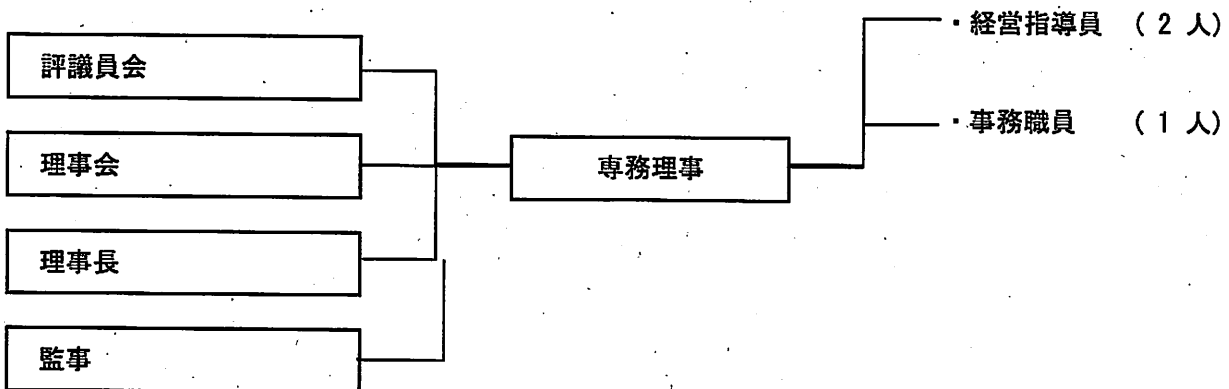 評議員会
理事会
理事長
監事
専務理事
・経営指導員 （ 2 人）
・事務職員 （ 1 人）